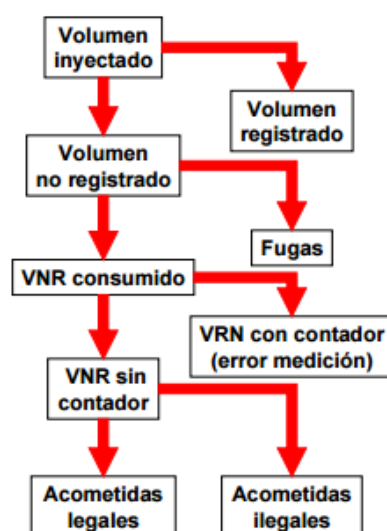 Volumen
inyectado
Volumen
registrado
Volumen
no registrado
Fugas
VNR consumido
VRN con contador
(error medición)
VNR sin
contador
Acometidas
legales
Acometidas
ilegales